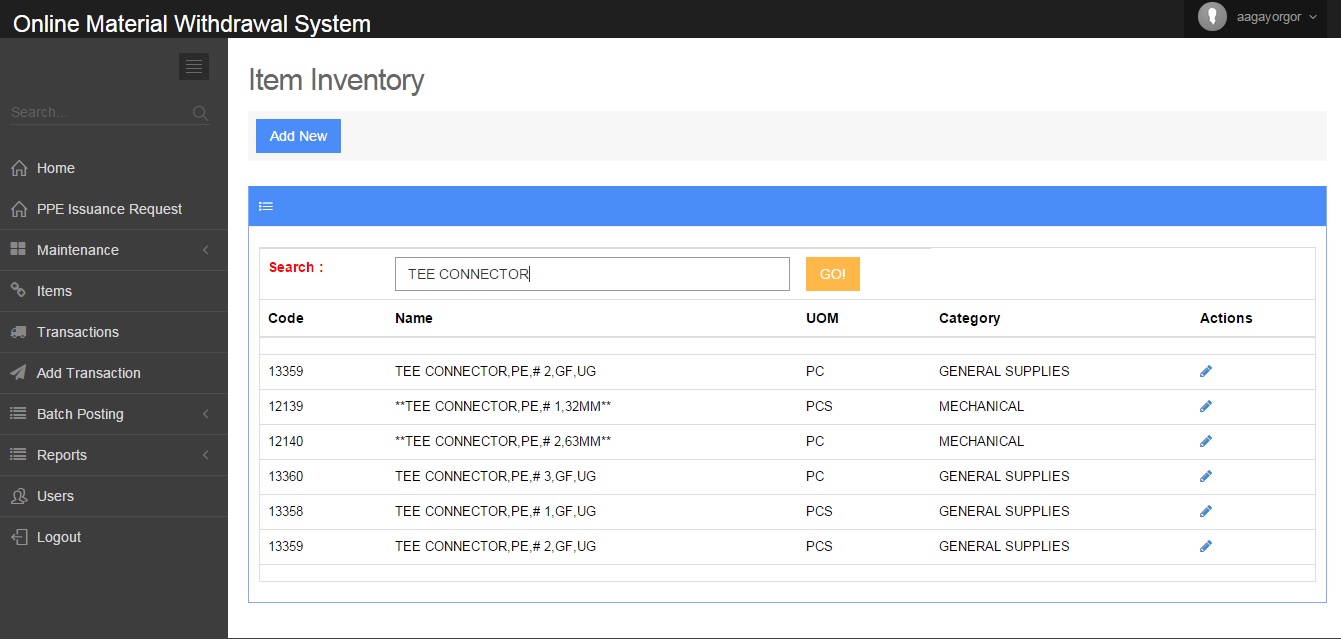 Online Material Withdrawal System
aagayorgor
Search...
Home
PPE Issuance Request
Maintenance
Items
Transactions
Add Transaction
Batch Posting
Reports
Users
Logout
Item Inventory
Add New
Search : TEE CONNECTOR GO!
Code Name UOM Category Actions
13359 TEE CONNECTOR,PE,# 2,GF,UG PC GENERAL SUPPLIES
12139 **TEE CONNECTOR,PE,# 1,32MM** PCS MECHANICAL
12140 **TEE CONNECTOR,PE,# 2,63MM** PC MECHANICAL
13360 TEE CONNECTOR,PE,# 3,GF,UG PC GENERAL SUPPLIES
13358 TEE CONNECTOR,PE,# 1,GF,UG PCS GENERAL SUPPLIES
13359 TEE CONNECTOR,PE,# 2,GF,UG PCS GENERAL SUPPLIES